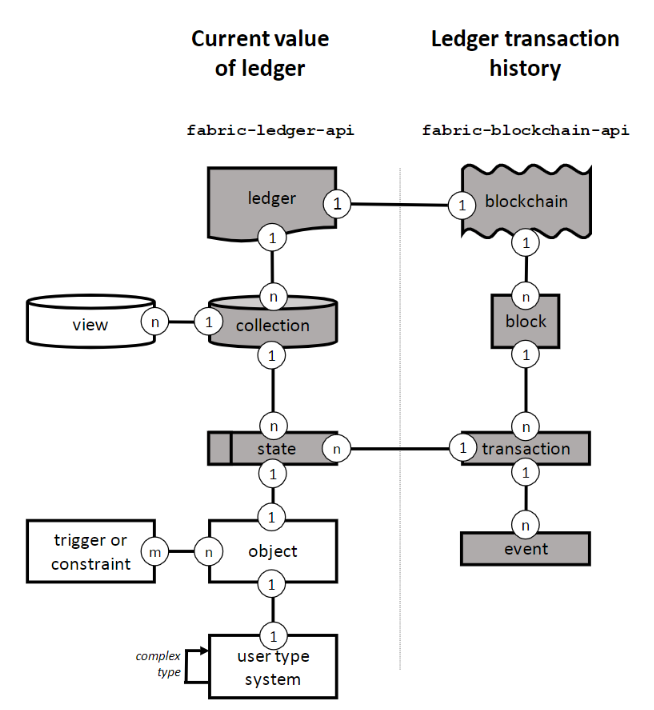 Current value
of ledger
Ledger transaction
history
fabric-ledger-api
fabric-blockchain-api
ledger
1
1
blockchain
1
1
n
n
view
n
1
collection
block
1
1
n
n
state
n
1
transaction
1
1
1
n
trigger or
constraint
m
n
object
event
1
1
complex
type
user type
system